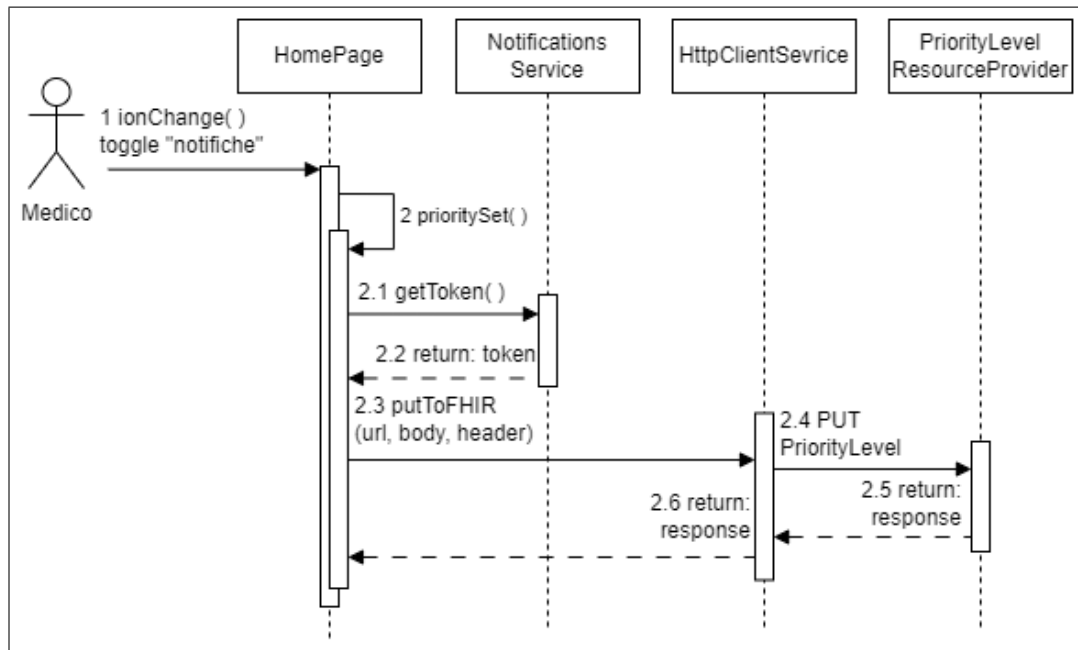 HomePage
Notifications
Service
HttpClientSevrice
PriorityLevel
ResourceProvider
1 ionChange( )
toggle "notifiche"
Medico
2 prioritySet( )
2.1 getToken( )
2.2 return: token
2.3 putToFHIR
(url, body, header)
2.4 PUT
PriorityLevel
2.5 return:
response
2.6 return:
response